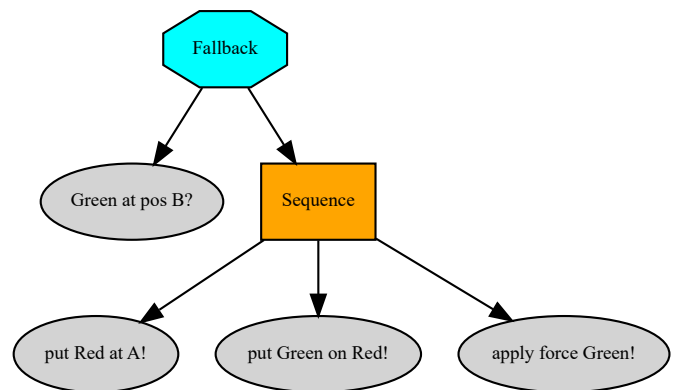 Fallback
Green at pos B?
Sequence
put Red at A!
put Green on Red!
apply force Green!